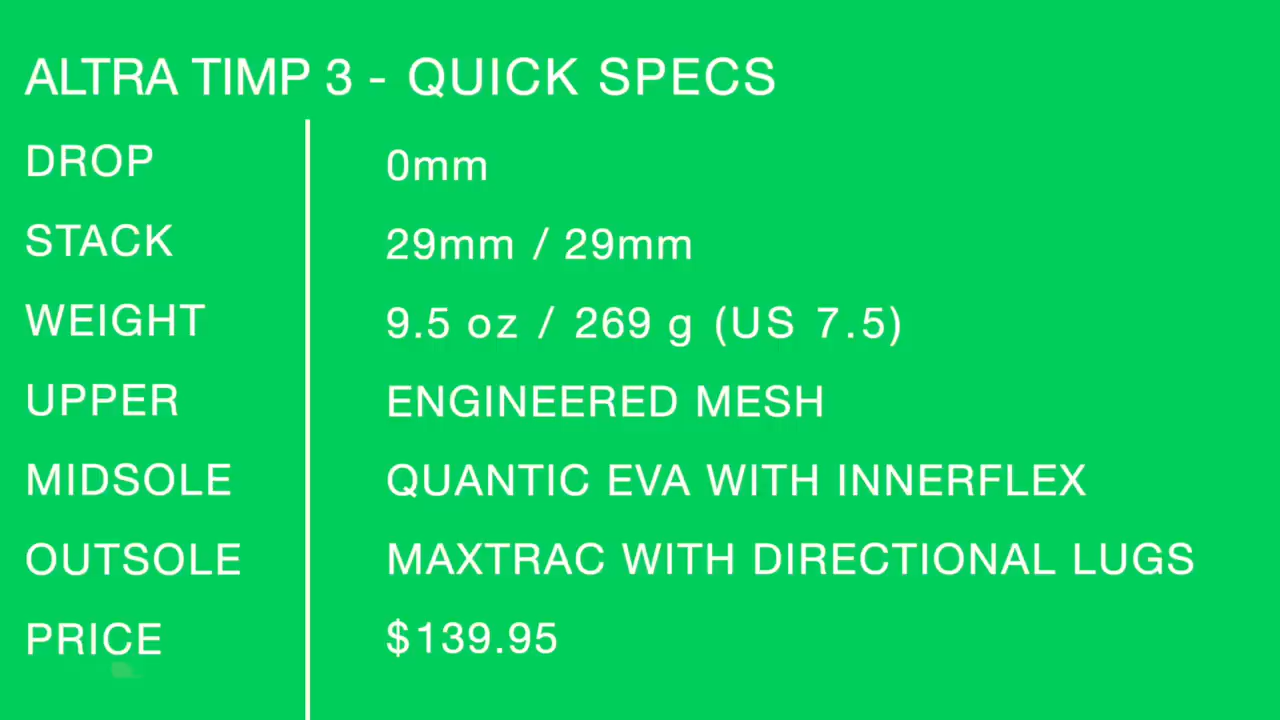 ALTRA TIMP 3 - QUICK SPECS
DROP 0mm
STACK 29mm / 29mm
WEIGHT 9.5 oz / 269 g (US 7.5)
UPPER ENGINEERED MESH
MIDSOLE QUANTIC EVA WITH INNERFLEX
OUTSOLE MAXTRAC WITH DIRECTIONAL LUGS
PRICE $139.95